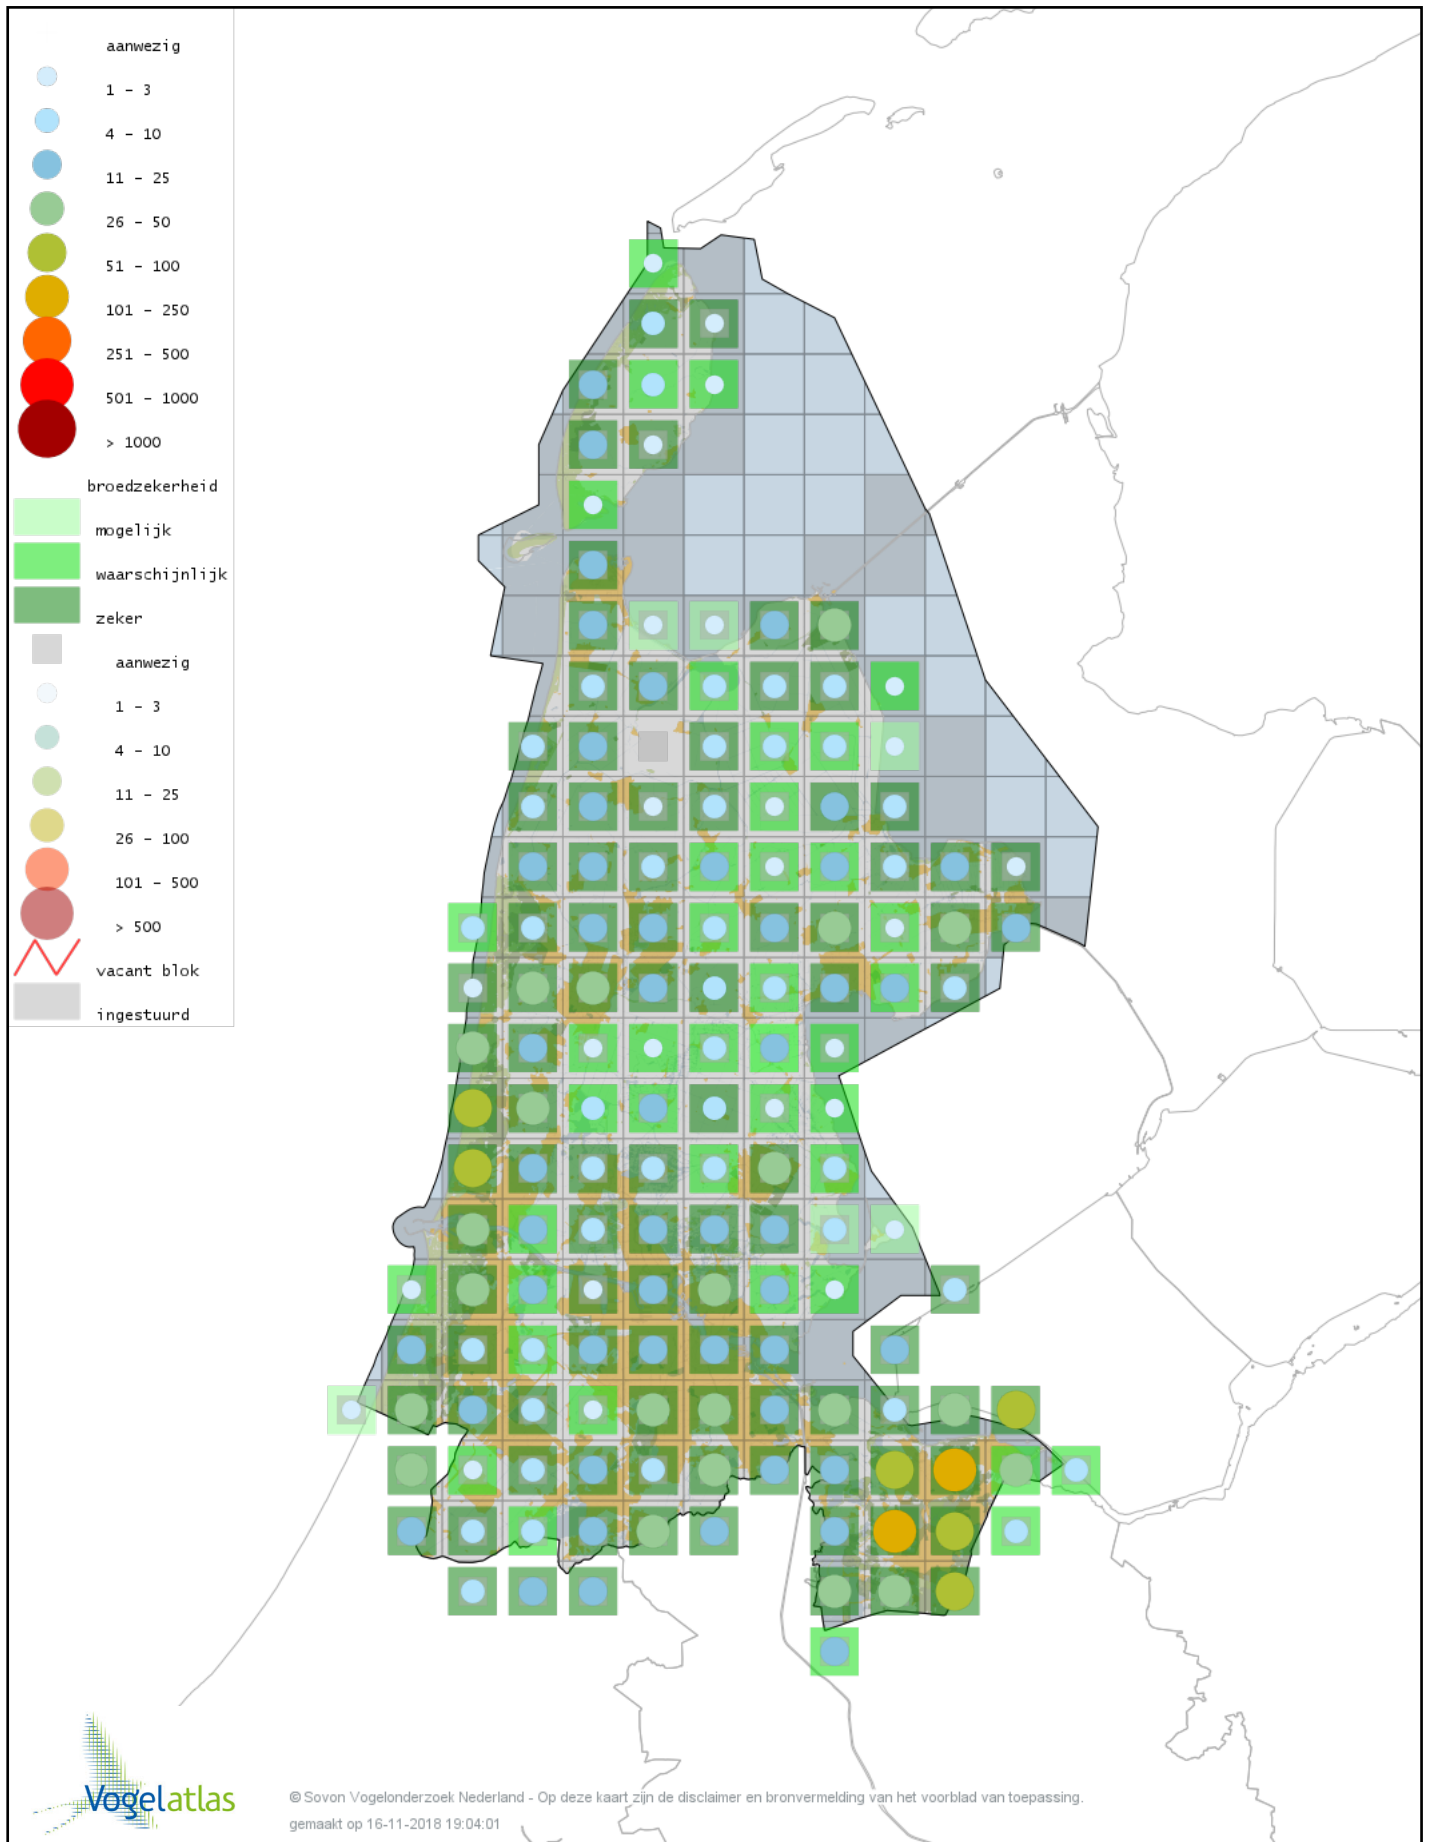 aanwezig
1 - 3
4 - 10
11 - 25
26 - 50
51 - 100
101 - 250
251 - 500
501 - 1000
> 1000
broedzekerheid
mogelijk
waarschijnlijk
zeker
aanwezig
1 - 3
4 - 10
11 - 25
26 - 100
101 - 500
> 500
vacant blok
ingestuurd
Vogelatlas
© Sovon Vogelonderzoek Nederland - Op deze kaart zijn de disclaimer en bronvermelding van het voorblad van toepassing.
gemaakt op 16-11-2018 19:04:01